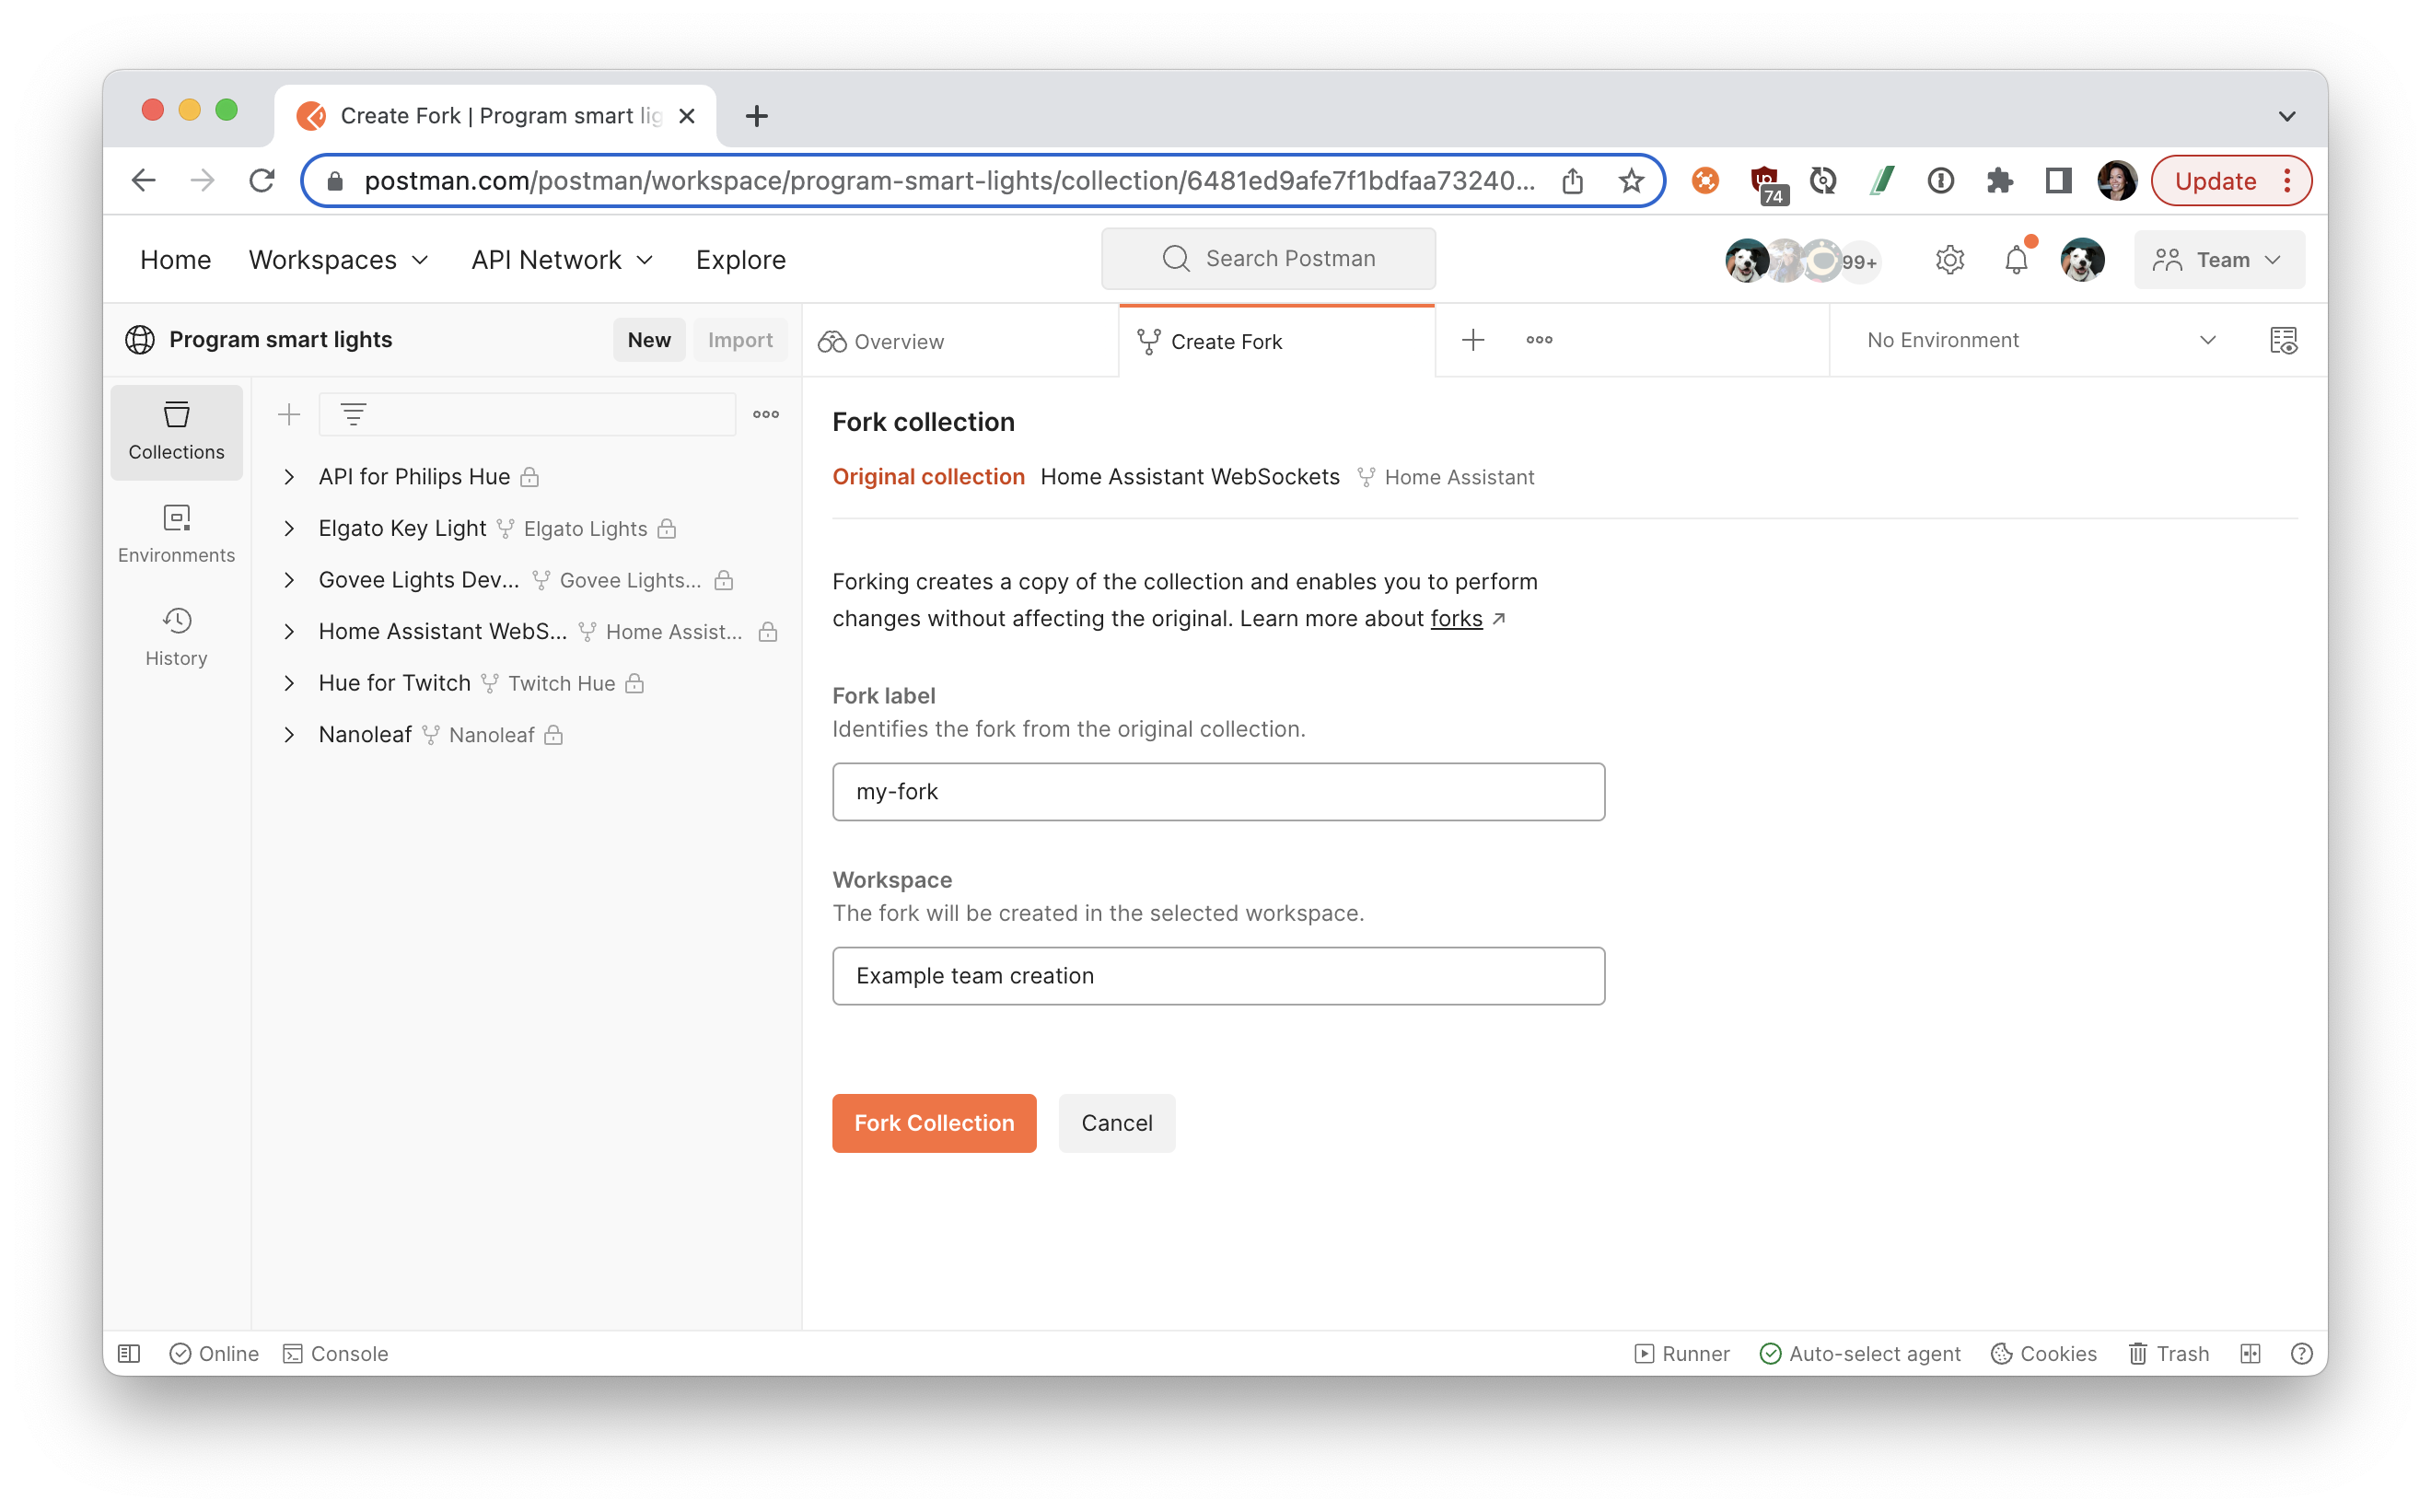 Create Fork | Program smart lig
postman.com/postman/workspace/program-smart-lights/collection/6481ed9afe7f1bdfaa73240...
74
Update
Home
Workspaces
API Network
Explore
Search Postman
99+
Team
Program smart lights
New
Import
Overview
Create Fork
No Environment
Collections
Environments
History
API for Philips Hue
Elgato Key Light Elgato Lights
Govee Lights Dev... Govee Lights...
Home Assistant WebS... Home Assist...
Hue for Twitch Twitch Hue
Nanoleaf Nanoleaf
Fork collection
Original collection Home Assistant WebSockets Home Assistant
Forking creates a copy of the collection and enables you to perform
changes without affecting the original. Learn more about forks
Fork label
Identifies the fork from the original collection.
my-fork
Workspace
The fork will be created in the selected workspace.
Example team creation
Fork Collection
Cancel
Online
Console
Runner
Auto-select agent
Cookies
Trash